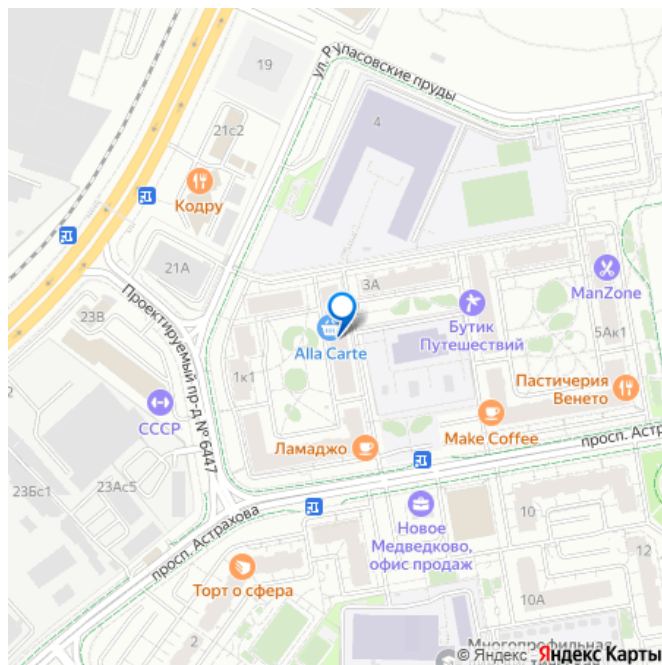 19
ул. Рупасовские пруды
21с2
4
Кодру
21А
3А
ManZone
23В
Проектируемый пр-д № 6447
Alla Carte
Бутик
Путешествий
5Ак1
1к1
СССР
Пастичерия
Венето
Ламаджо
Make Coffee
просп. Астра
23Бс1
23Ас5
просп. Астрахова
Новое
Медведково,
офис продаж
10
12
Торт о сфера
10А
2
Многопрофильная
© Яндекс Яндекс Карты